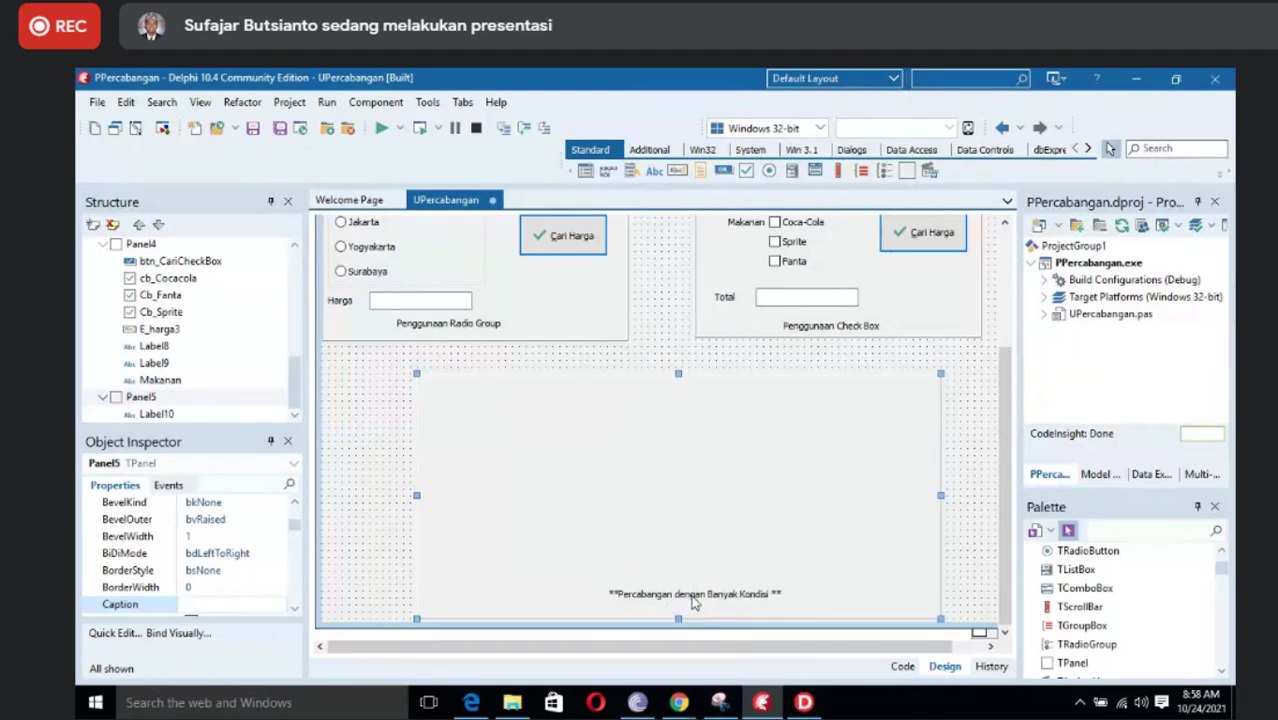 REC
Sufajar Butsianto sedang melakukan presentasi
PPercabangan - Delphi 10.4 Community Edition - UPercabangan [Built]
Default Layout
File Edit Search View Refactor Project Run Component Tools Tabs Help
Windows 32-bit
Standard Additional Win32 System Win 3.1 Dialogs Data Access Data Controls dbExpre
Search
Structure
Panel4
btn_CariCheckBox
cb_Cocacola
Cb_Fanta
Cb_Sprite
E_harga3
Label8
Label9
Makanan
Panel5
Label10
Object Inspector
Panel5 TPanel
Properties Events
BevelKind bkNone
BevelOuter bvRaised
BevelWidth 1
BiDiMode bdLeftToRight
BorderStyle bsNone
BorderWidth 0
Caption
Quick Edit... Bind Visually...
All shown
Welcome Page UPercabangan
Jakarta
Yogyakarta
Surabaya
Cari Harga
Harga
Penggunaan Radio Group
Makanan Coca-Cola
Sprite
Fanta
Cari Harga
Total
Penggunaan Check Box
**Percabangan dengan Banyak Kondisi **
Code Design History
PPercabangan.dproj - Pro...
ProjectGroup1
PPercabangan.exe
Build Configurations (Debug)
Target Platforms (Windows 32-bit)
UPercabangan.pas
CodeInsight: Done
PPerca... Model ... Data Ex... Multi-...
Palette
TRadioButton
TListBox
TComboBox
TScrollBar
TGroupBox
TRadioGroup
TPanel
Search the web and Windows
8:58 AM
10/24/2021